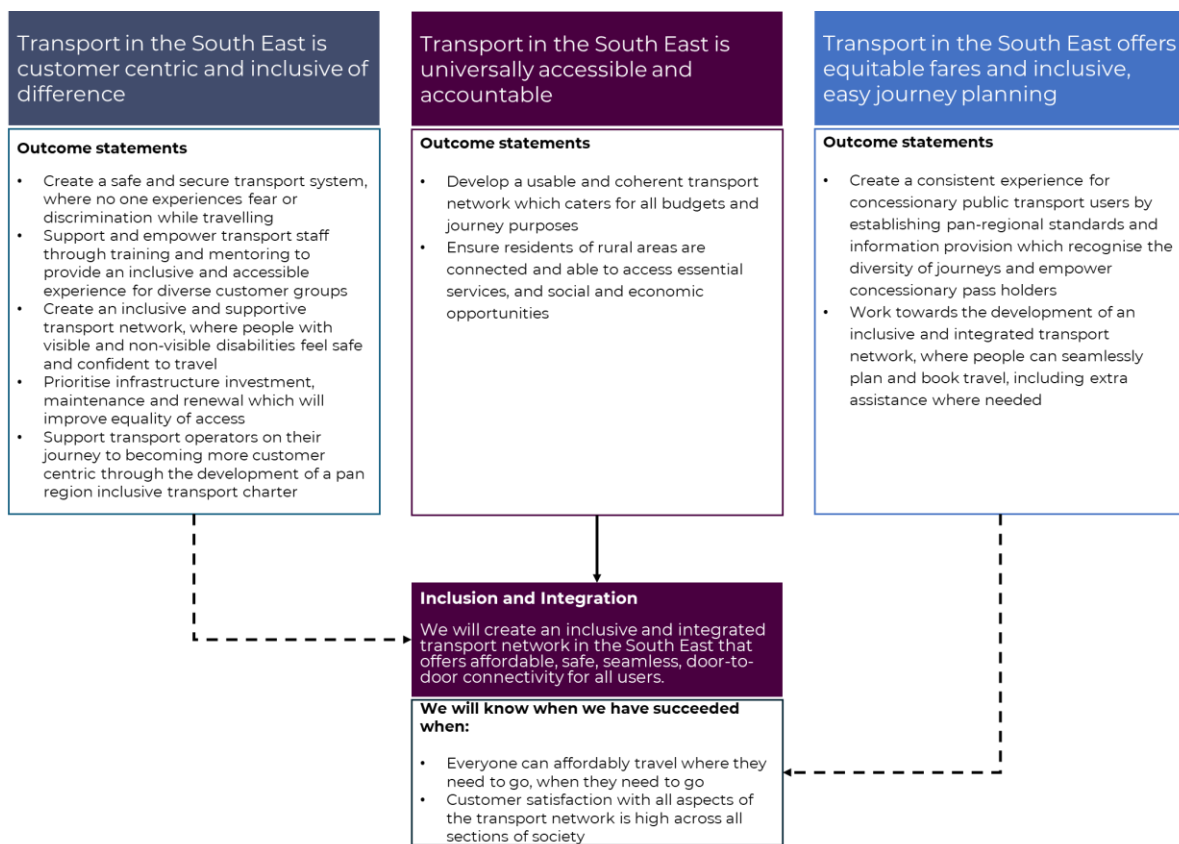 Transport in the South East is
customer centric and inclusive of
difference
Outcome statements
• Create a safe and secure transport system,
where no one experiences fear or
discrimination while travelling
• Support and empower transport staff
through training and mentoring to
provide an inclusive and accessible
experience for diverse customer groups
• Create an inclusive and supportive
transport network, where people with
visible and non-visible disabilities feel safe
and confident to travel
• Prioritise infrastructure investment,
maintenance and renewal which will
improve equality of access
• Support transport operators on their
journey to becoming more customer
centric through the development of a pan
region inclusive transport charter
Transport in the South East is
universally accessible and
accountable
Outcome statements
• Develop a usable and coherent transport
network which caters for all budgets and
journey purposes
• Ensure residents of rural areas are
connected and able to access essential
services, and social and economic
opportunities
Transport in the South East offers
equitable fares and inclusive,
easy journey planning
Outcome statements
• Create a consistent experience for
concessionary public transport users by
establishing pan-regional standards and
information provision which recognise the
diversity of journeys and empower
concessionary pass holders
• Work towards the development of an
inclusive and integrated transport
network, where people can seamlessly
plan and book travel, including extra
assistance where needed
Inclusion and Integration
We will create an inclusive and integrated
transport network in the South East that
offers affordable, safe, seamless, door-to-
door connectivity for all users.
We will know when we have succeeded
when:
• Everyone can affordably travel where they
need to go, when they need to go
• Customer satisfaction with all aspects of
the transport network is high across all
sections of society